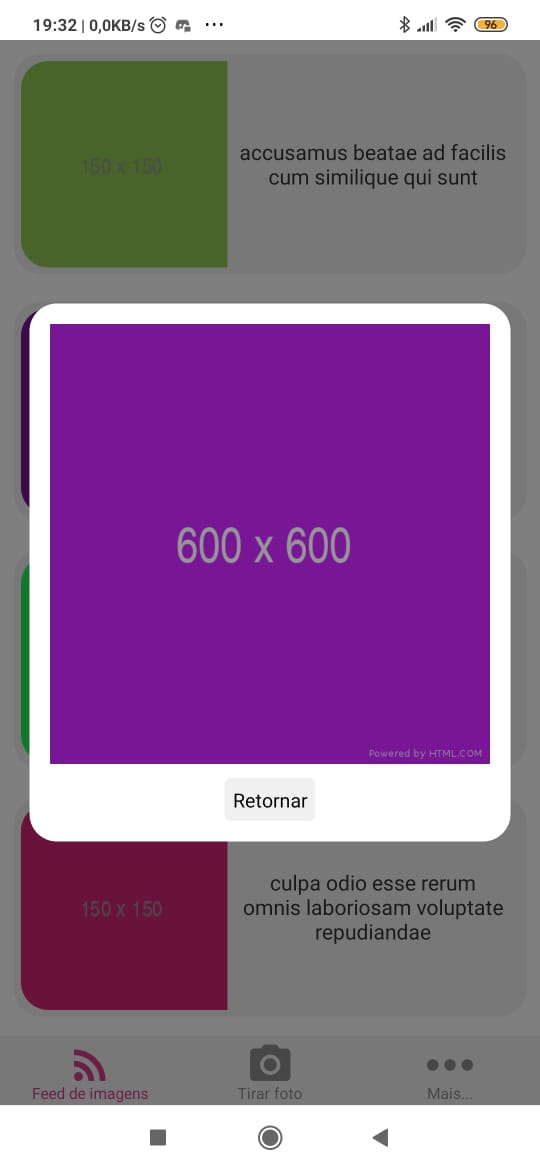 19:32 | 0,0KB/s ...
96
150 x 150
accusamus beatae ad facilis
cum similique qui sunt
600 x 600
Powered by HTML.COM
Retornar
150 x 150
culpa odio esse rerum
omnis laboriosam voluptate
repudiandae
Feed de imagens
Tirar foto
Mais...